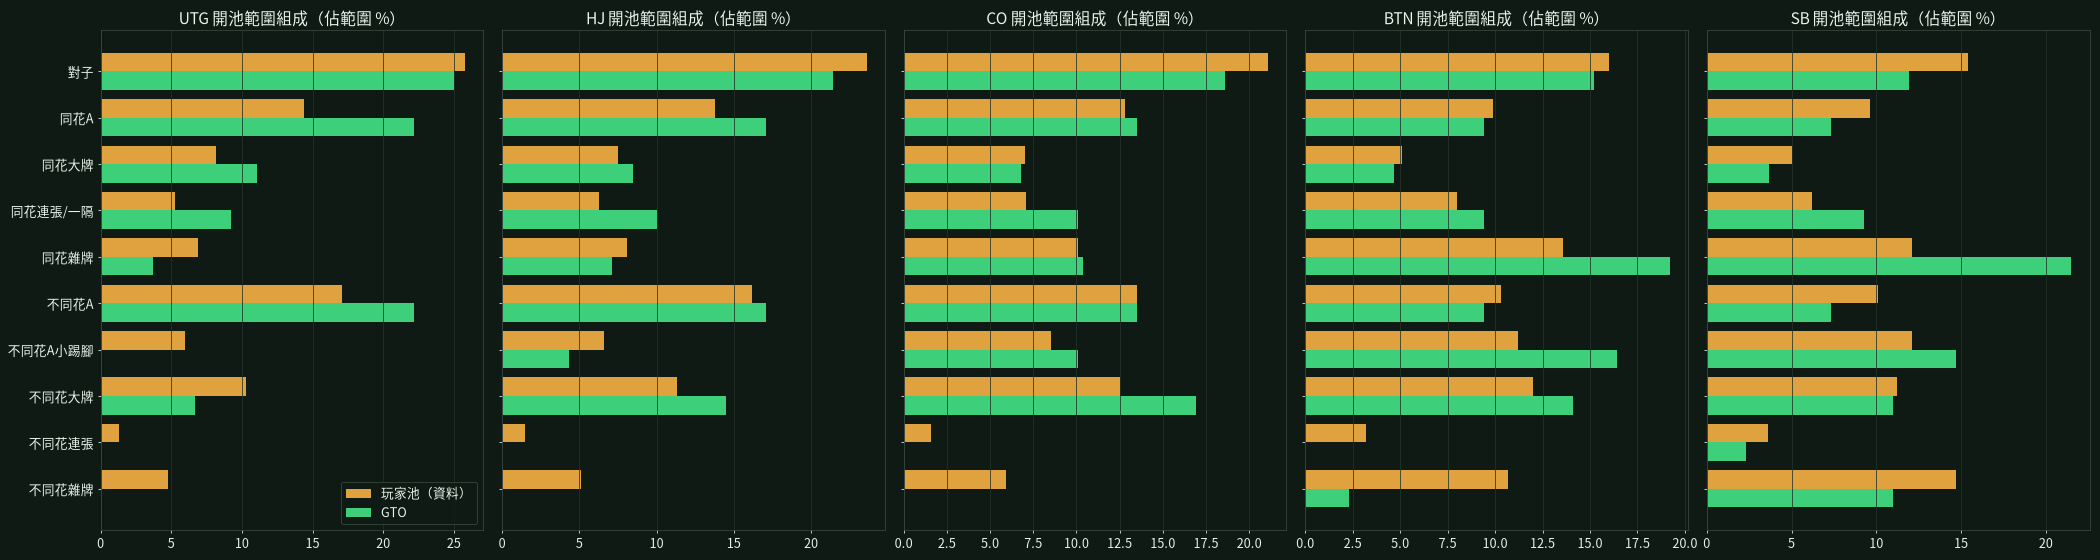 UTG 開池範圍組成（佔範圍 %）
HJ 開池範圍組成（佔範圍 %）
CO 開池範圍組成（佔範圍 %）
BTN 開池範圍組成（佔範圍 %）
SB 開池範圍組成（佔範圍 %）
對子
同花A
同花大牌
同花連張/一隔
同花雜牌
不同花A
不同花A小踢腳
不同花大牌
不同花連張
不同花雜牌
玩家池（資料）
GTO
0 5 10 15 20 25
0 5 10 15 20
0.0 2.5 5.0 7.5 10.0 12.5 15.0 17.5 20.0
0.0 2.5 5.0 7.5 10.0 12.5 15.0 17.5 20.0
0 5 10 15 20